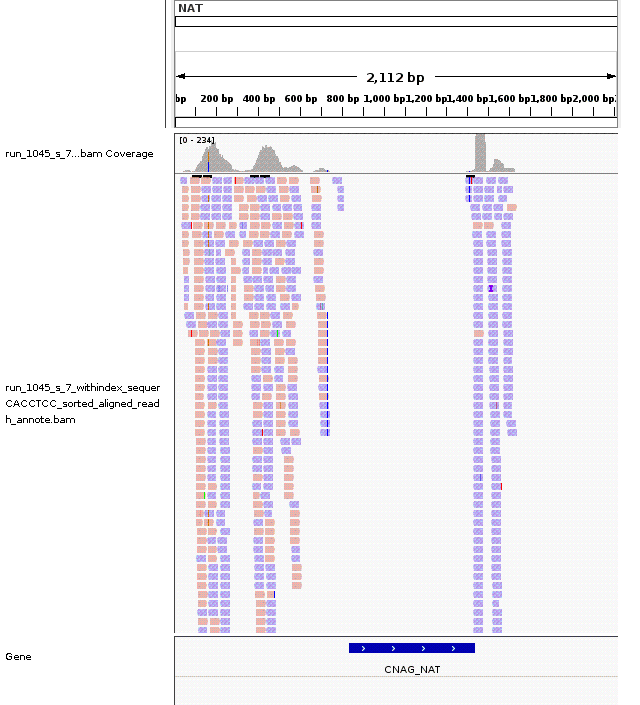 NAT
2,112 bp
bp 200 bp 400 bp 600 bp 800 bp 1,000 bp 1,200 bp 1,400 bp 1,600 bp 1,800 bp 2,000 bp
[0 - 234]
run_1045_s_7...bam Coverage
run_1045_s_7_withindex_sequer
CACCTCC_sorted_aligned_read
h_annote.bam
Gene
CNAG_NAT